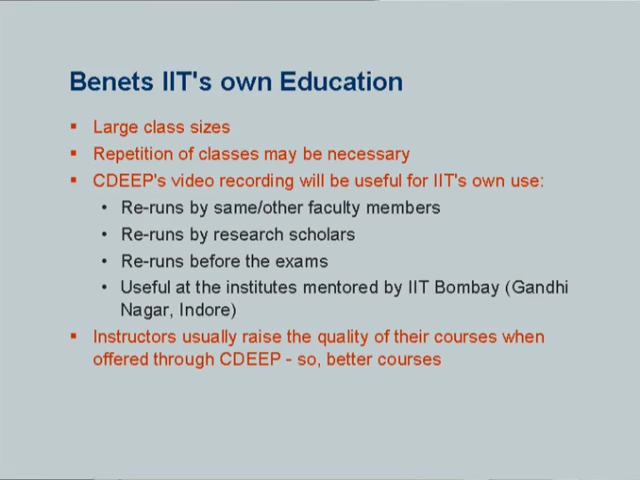 Benets IIT's own Education
▪ Large class sizes
▪ Repetition of classes may be necessary
▪ CDEEP's video recording will be useful for IIT's own use:
• Re-runs by same/other faculty members
• Re-runs by research scholars
• Re-runs before the exams
• Useful at the institutes mentored by IIT Bombay (Gandhi
Nagar, Indore)
▪ Instructors usually raise the quality of their courses when
offered through CDEEP - so, better courses